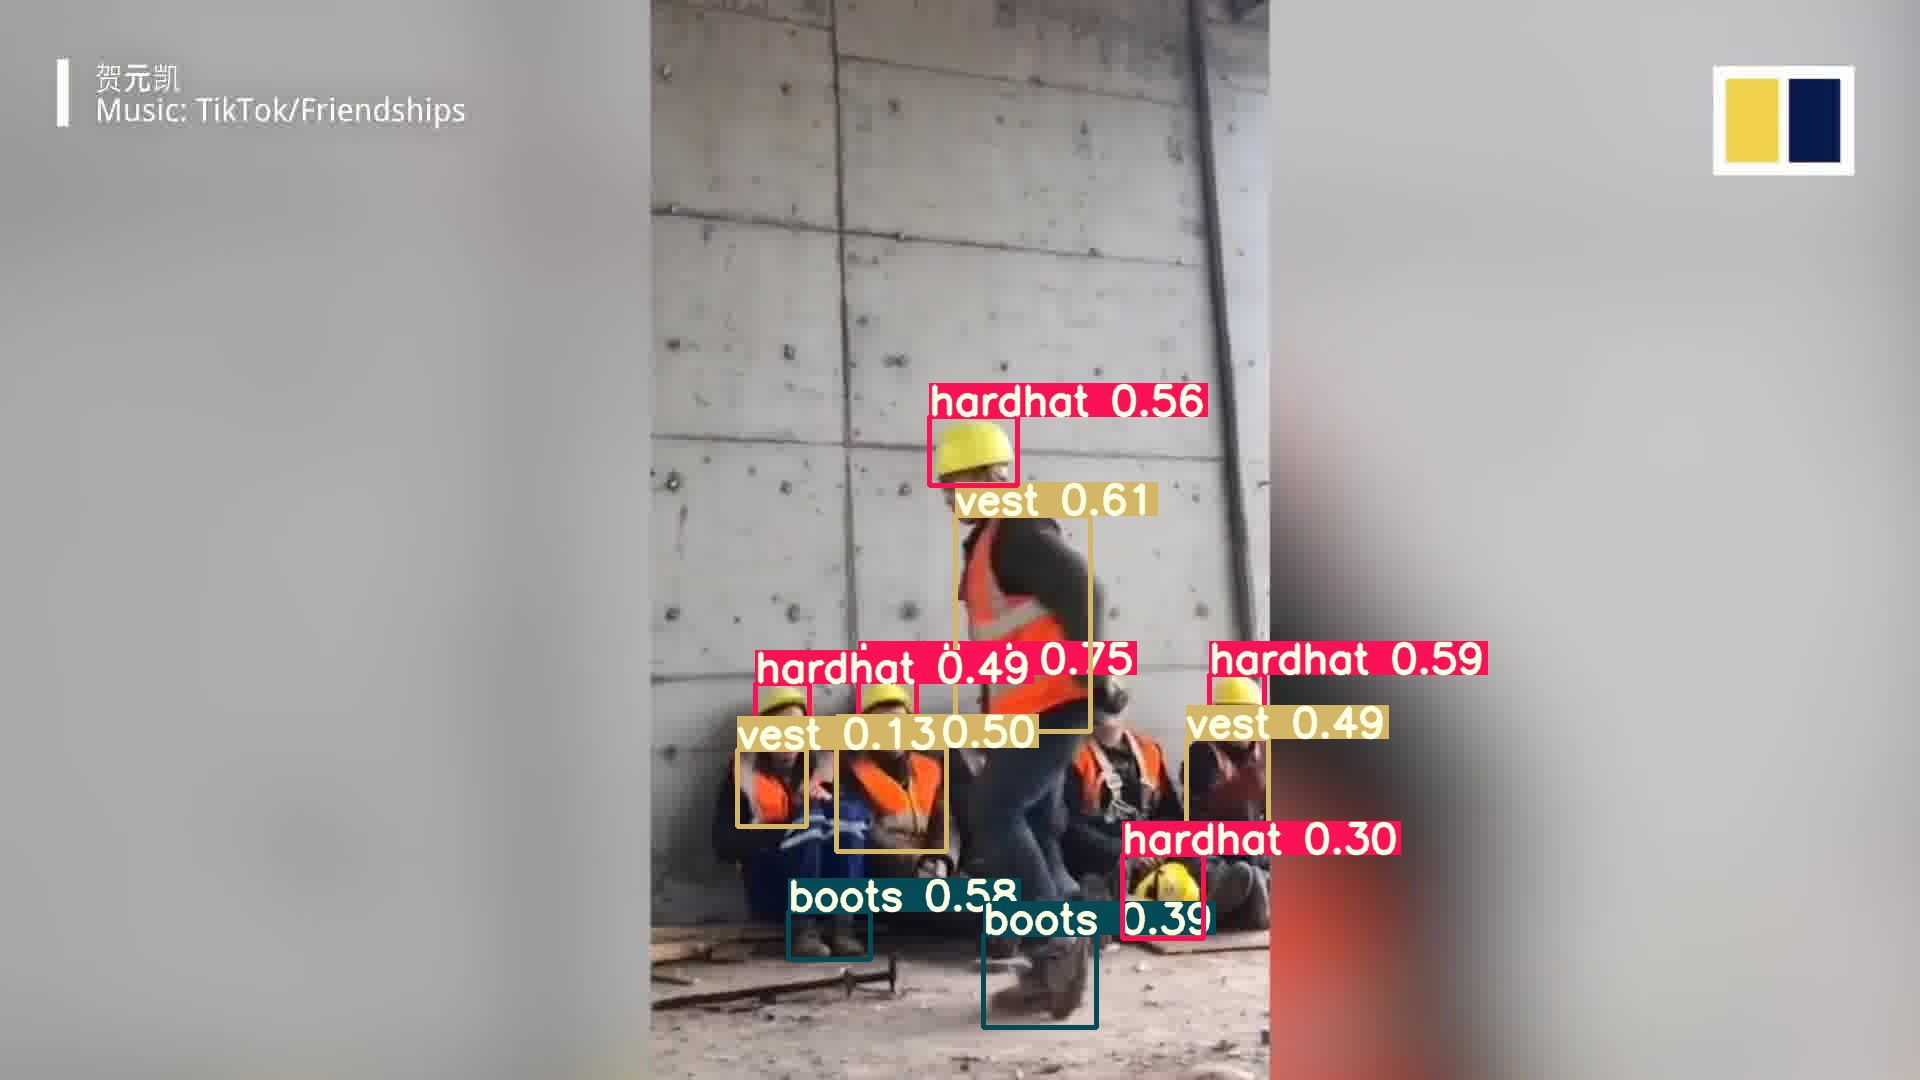 贺元凯
Music: TikTok/Friendships
hardhat 0.56
vest 0.61
hardhat 0.49
0.75
hardhat 0.59
vest 0.13
0.50
vest 0.49
hardhat 0.30
boots 0.58
boots 0.39